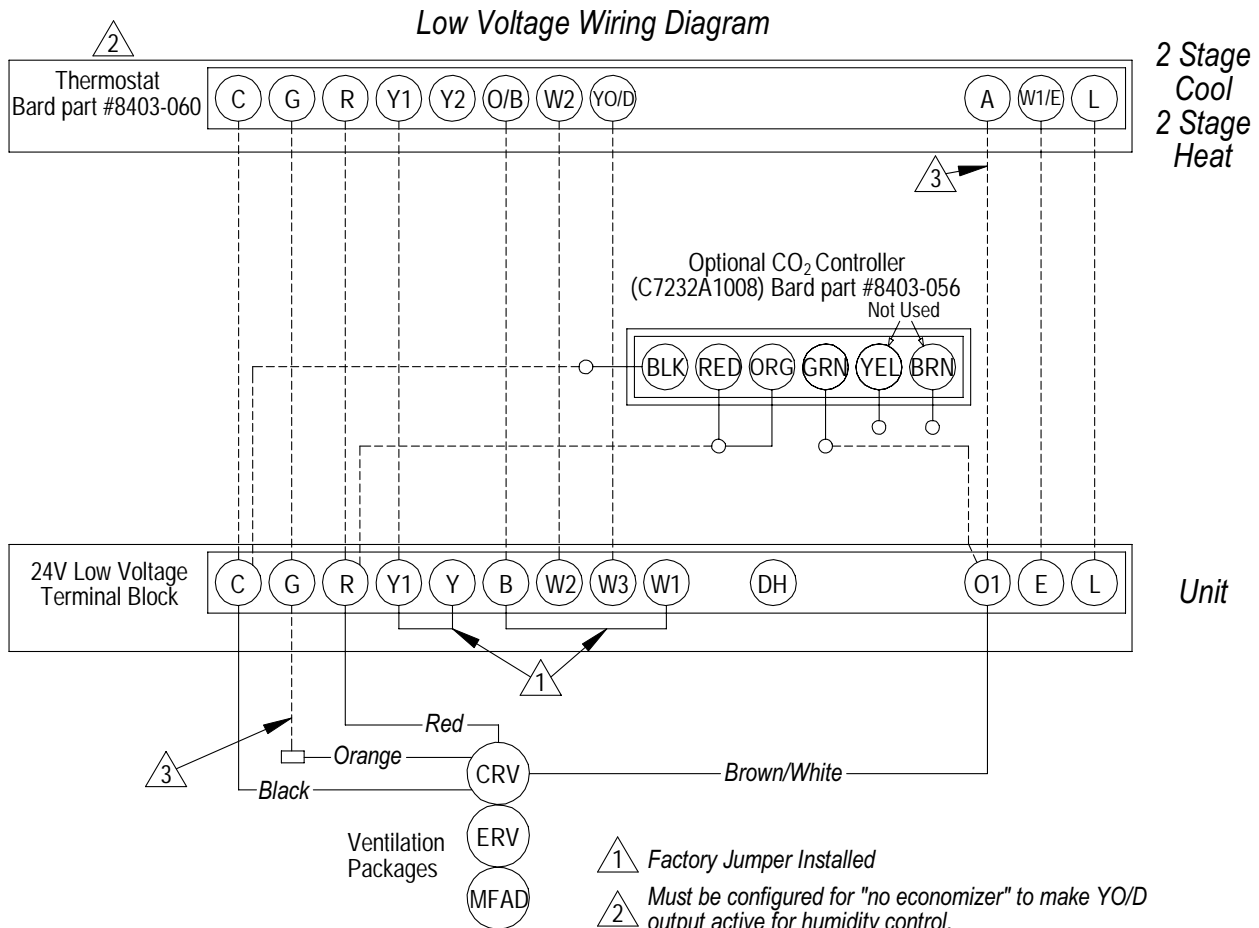 Low Voltage Wiring Diagram
2
Thermostat
Bard part #8403-060
C G R Y1 Y2 O/B W2 YO/D A W1/E L
2 Stage
Cool
2 Stage
Heat
3
Optional CO2 Controller
(C7232A1008) Bard part #8403-056
Not Used
BLK RED ORG GRN YEL BRN
24V Low Voltage
Terminal Block
C G R Y1 Y B W2 W3 W1 DH O1 E L
Unit
1
Red
3
Orange
CRV
Brown/White
Black
Ventilation
Packages
ERV
MFAD
1 Factory Jumper Installed
2 Must be configured for "no economizer" to make YO/D
output active for humidity control.